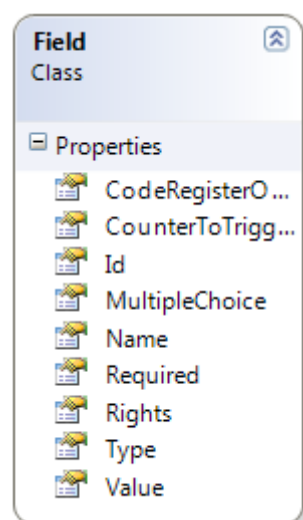 Field
Class
Properties
CodeRegisterO...
CounterToTrigg...
Id
MultipleChoice
Name
Required
Rights
Type
Value